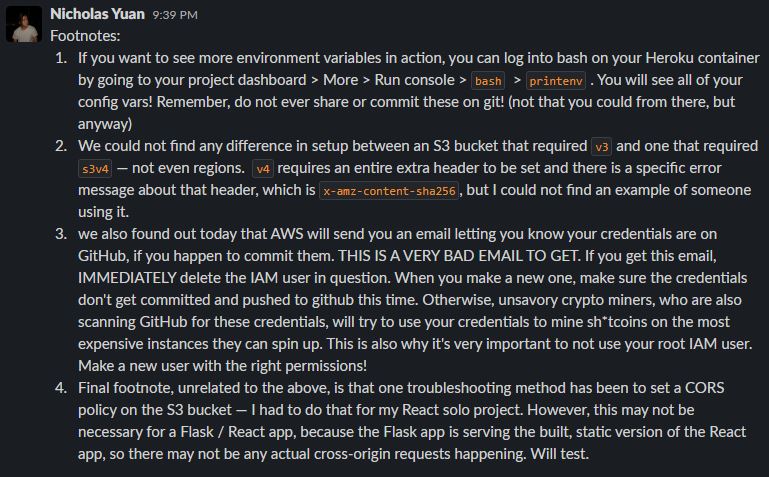 Nicholas Yuan 9:39 PM
Footnotes:
1. If you want to see more environment variables in action, you can log into bash on your Heroku container
by going to your project dashboard > More > Run console > bash > printenv . You will see all of your
config vars! Remember, do not ever share or commit these on git! (not that you could from there, but
anyway)
2. We could not find any difference in setup between an S3 bucket that required v3 and one that required
s3v4 — not even regions. v4 requires an entire extra header to be set and there is a specific error
message about that header, which is x-amz-content-sha256, but I could not find an example of someone
using it.
3. we also found out today that AWS will send you an email letting you know your credentials are on
GitHub, if you happen to commit them. THIS IS A VERY BAD EMAIL TO GET. If you get this email,
IMMEDIATELY delete the IAM user in question. When you make a new one, make sure the credentials
don't get committed and pushed to github this time. Otherwise, unsavory crypto miners, who are also
scanning GitHub for these credentials, will try to use your credentials to mine sh*tcoins on the most
expensive instances they can spin up. This is also why it's very important to not use your root IAM user.
Make a new user with the right permissions!
4. Final footnote, unrelated to the above, is that one troubleshooting method has been to set a CORS
policy on the S3 bucket — I had to do that for my React solo project. However, this may not be
necessary for a Flask / React app, because the Flask app is serving the built, static version of the React
app, so there may not be any actual cross-origin requests happening. Will test.